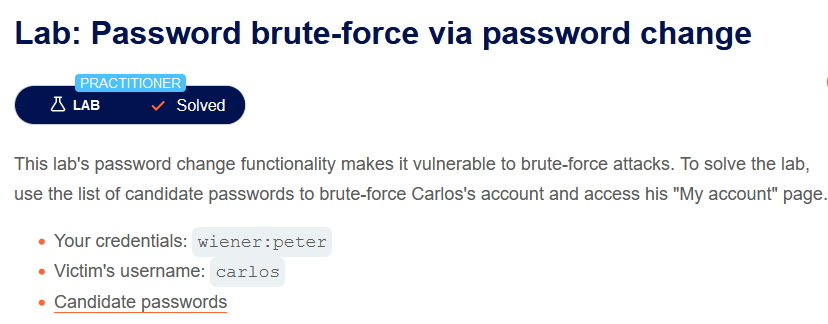 Lab: Password brute-force via password change
PRACTITIONER
LAB Solved
This lab's password change functionality makes it vulnerable to brute-force attacks. To solve the lab,
use the list of candidate passwords to brute-force Carlos's account and access his "My account" page.
• Your credentials: wiener:peter
• Victim's username: carlos
• Candidate passwords